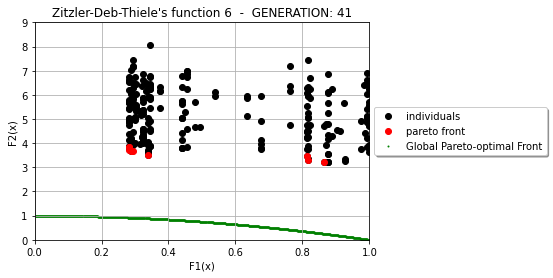 Zitzler-Deb-Thiele's function 6 - GENERATION: 41
9
8
7
6
5
4
3
2
1
0
F2(x)
0.0 0.2 0.4 0.6 0.8 1.0
F1(x)
individuals
pareto front
Global Pareto-optimal Front